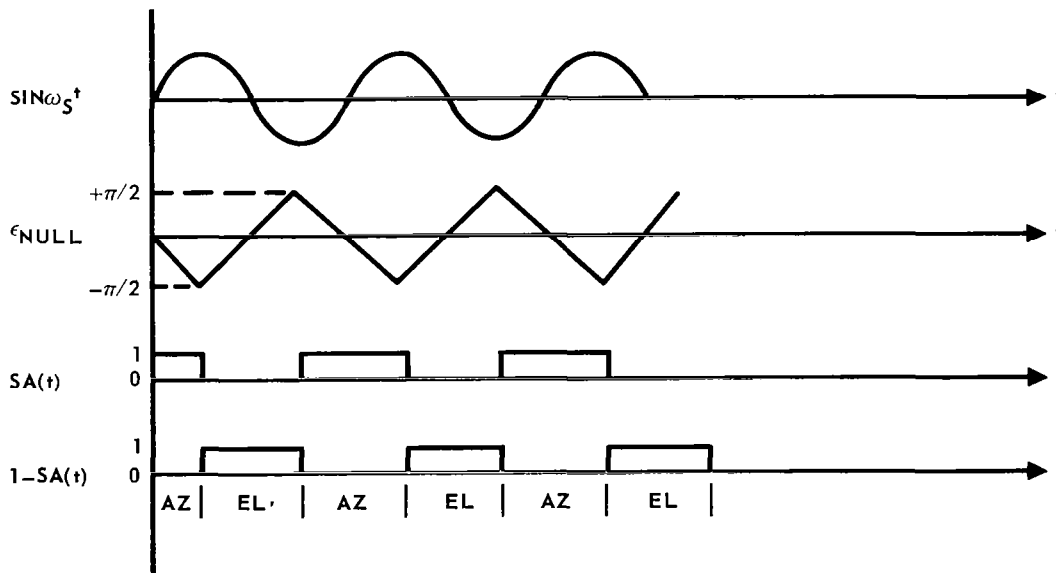 SINωSt
+π/2
εNULL
−π/2
1
SA(t) 0
1
1−SA(t) 0
AZ EL' AZ EL AZ EL